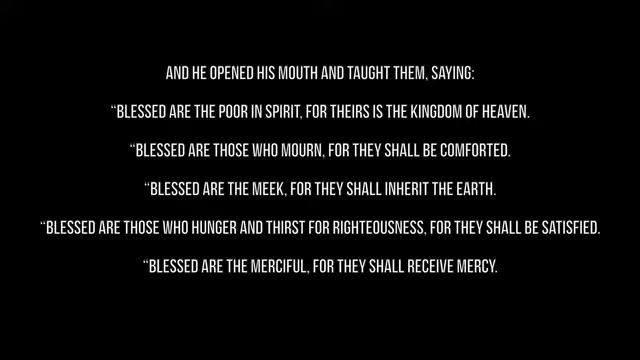 AND HE OPENED HIS MOUTH AND TAUGHT THEM, SAYING:
“BLESSED ARE THE POOR IN SPIRIT, FOR THEIRS IS THE KINGDOM OF HEAVEN.
“BLESSED ARE THOSE WHO MOURN, FOR THEY SHALL BE COMFORTED.
“BLESSED ARE THE MEEK, FOR THEY SHALL INHERIT THE EARTH.
“BLESSED ARE THOSE WHO HUNGER AND THIRST FOR RIGHTEOUSNESS, FOR THEY SHALL BE SATISFIED.
“BLESSED ARE THE MERCIFUL, FOR THEY SHALL RECEIVE MERCY.